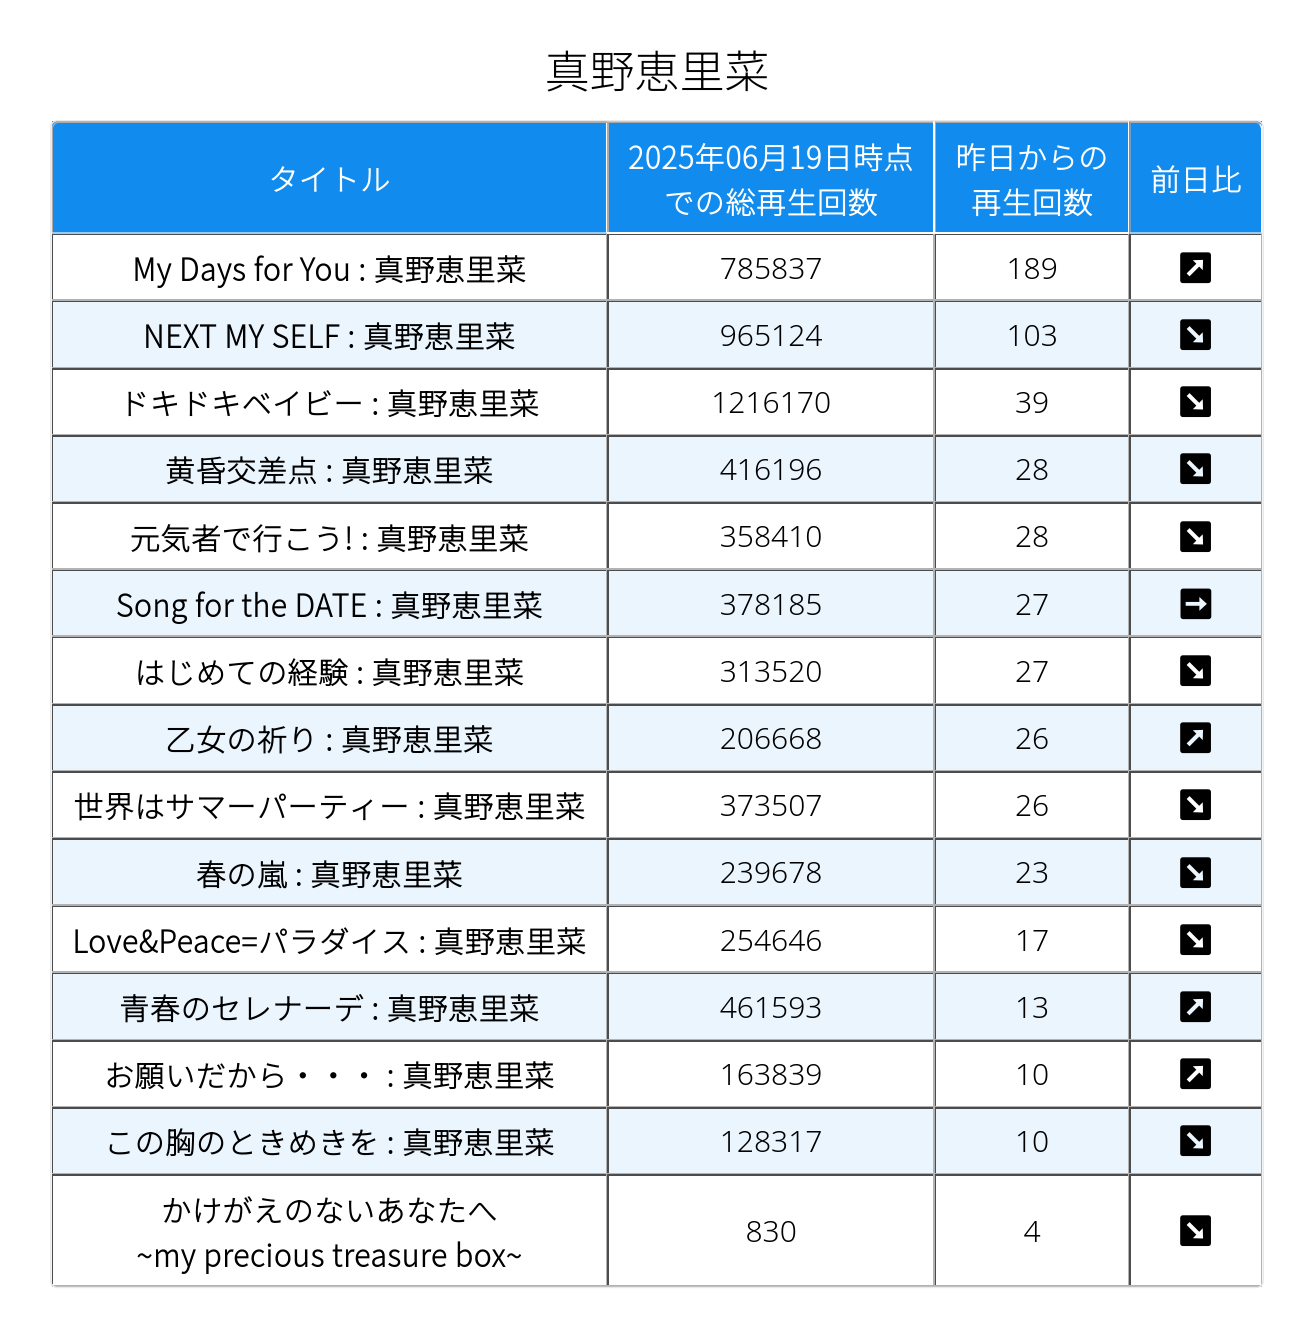 真野恵里菜
タイトル
2025年06月19日時点
での総再生回数
昨日からの
再生回数
前日比
My Days for You : 真野恵里菜 785837 189 ↗
NEXT MY SELF : 真野恵里菜 965124 103 ↘
ドキドキベイビー : 真野恵里菜 1216170 39 ↘
黄昏交差点 : 真野恵里菜 416196 28 ↘
元気者で行こう! : 真野恵里菜 358410 28 ↘
Song for the DATE : 真野恵里菜 378185 27 →
はじめての経験 : 真野恵里菜 313520 27 ↘
乙女の祈り : 真野恵里菜 206668 26 ↗
世界はサマーパーティー : 真野恵里菜 373507 26 ↘
春の嵐 : 真野恵里菜 239678 23 ↘
Love&Peace=パラダイス : 真野恵里菜 254646 17 ↘
青春のセレナーデ : 真野恵里菜 461593 13 ↗
お願いだから・・・ : 真野恵里菜 163839 10 ↗
この胸のときめきを : 真野恵里菜 128317 10 ↘
かけがえのないあなたへ
~my precious treasure box~ 830 4 ↘